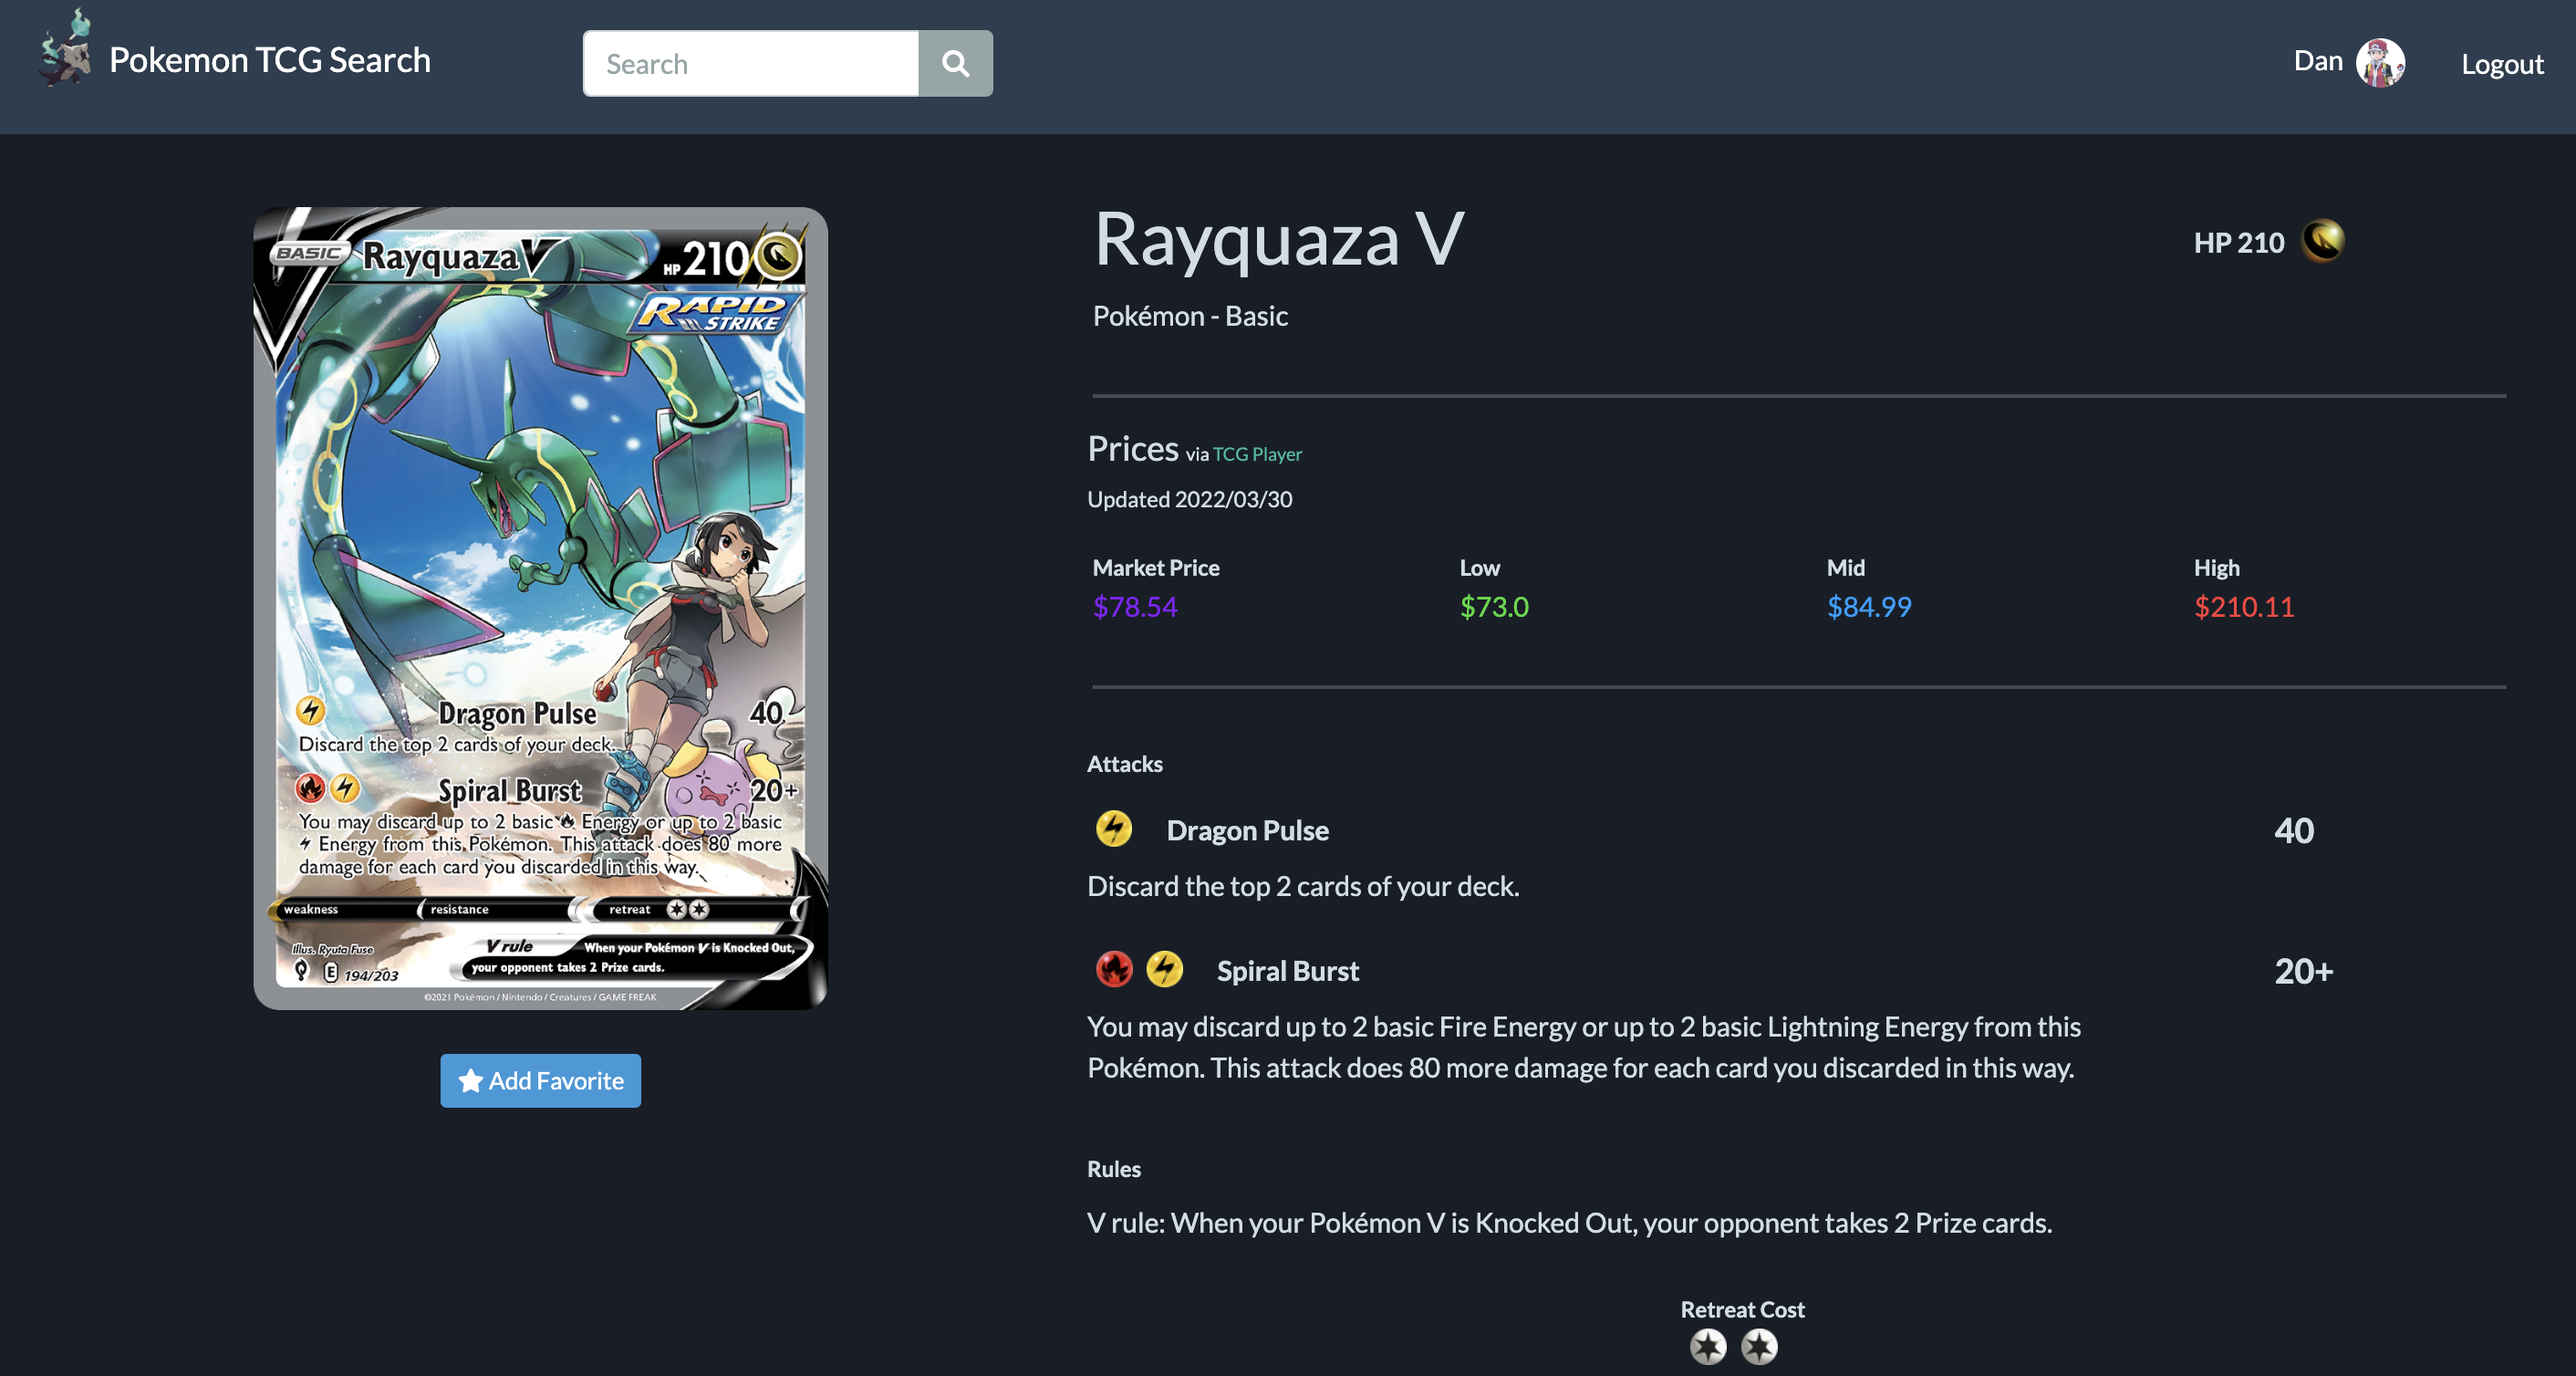 Pokemon TCG Search
Search
Dan
Logout
BASIC Rayquaza V HP 210
RAPID
STRIKE
Dragon Pulse 40
Discard the top 2 cards of your deck.
Spiral Burst 20+
You may discard up to 2 basic Energy or up to 2 basic
Energy from this Pokémon. This attack does 80 more
damage for each card you discarded in this way.
weakness resistance retreat
Illus. Ryuta Fuse
V rule When your Pokémon V is Knocked Out,
your opponent takes 2 Prize cards.
E 194/203
©2021 Pokémon / Nintendo / Creatures / GAME FREAK
Add Favorite
Rayquaza V
HP 210
Pokémon - Basic
Prices via TCG Player
Updated 2022/03/30
Market Price Low Mid High
$78.54 $73.0 $84.99 $210.11
Attacks
Dragon Pulse 40
Discard the top 2 cards of your deck.
Spiral Burst 20+
You may discard up to 2 basic Fire Energy or up to 2 basic Lightning Energy from this
Pokémon. This attack does 80 more damage for each card you discarded in this way.
Rules
V rule: When your Pokémon V is Knocked Out, your opponent takes 2 Prize cards.
Retreat Cost